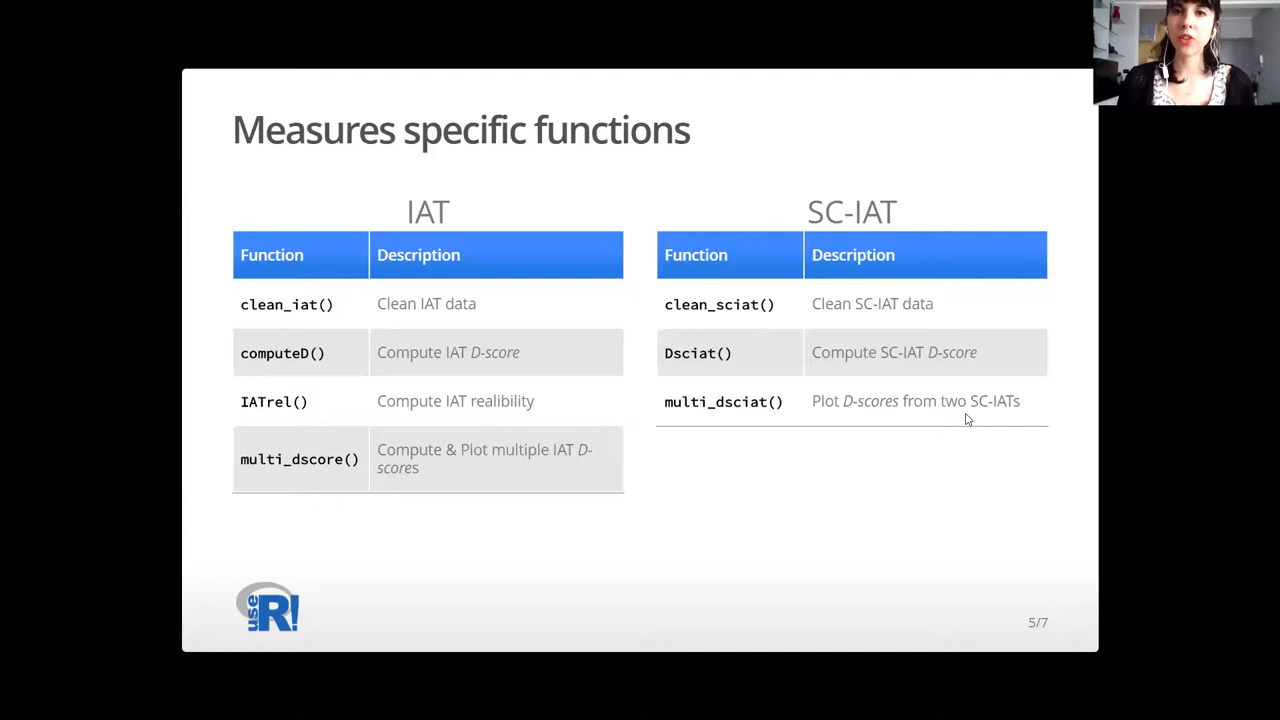 Measures specific functions
IAT
Function Description
clean_iat() Clean IAT data
computeD() Compute IAT D-score
IATrel() Compute IAT realibility
multi_dscore() Compute & Plot multiple IAT D-
scores
SC-IAT
Function Description
clean_sciat() Clean SC-IAT data
Dsciat() Compute SC-IAT D-score
multi_dsciat() Plot D-scores from two SC-IATs
use R!
5/7